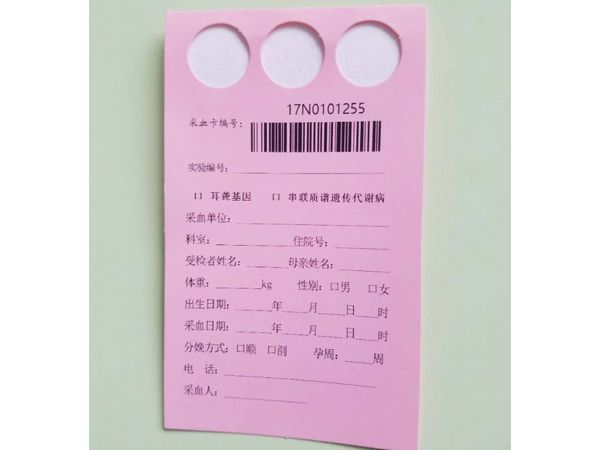 17N0101255
采血卡编号：
实验编号：
口 耳聋基因 口 串联质谱遗传代谢病
采血单位：
科室： 住院号：
受检者姓名： 母亲姓名：
体重： kg 性别：口男 口女
出生日期： 年 月 日 时
采血日期： 年 月 日 时
分娩方式：口顺 口剖 孕周： 周
电 话：
采血人：